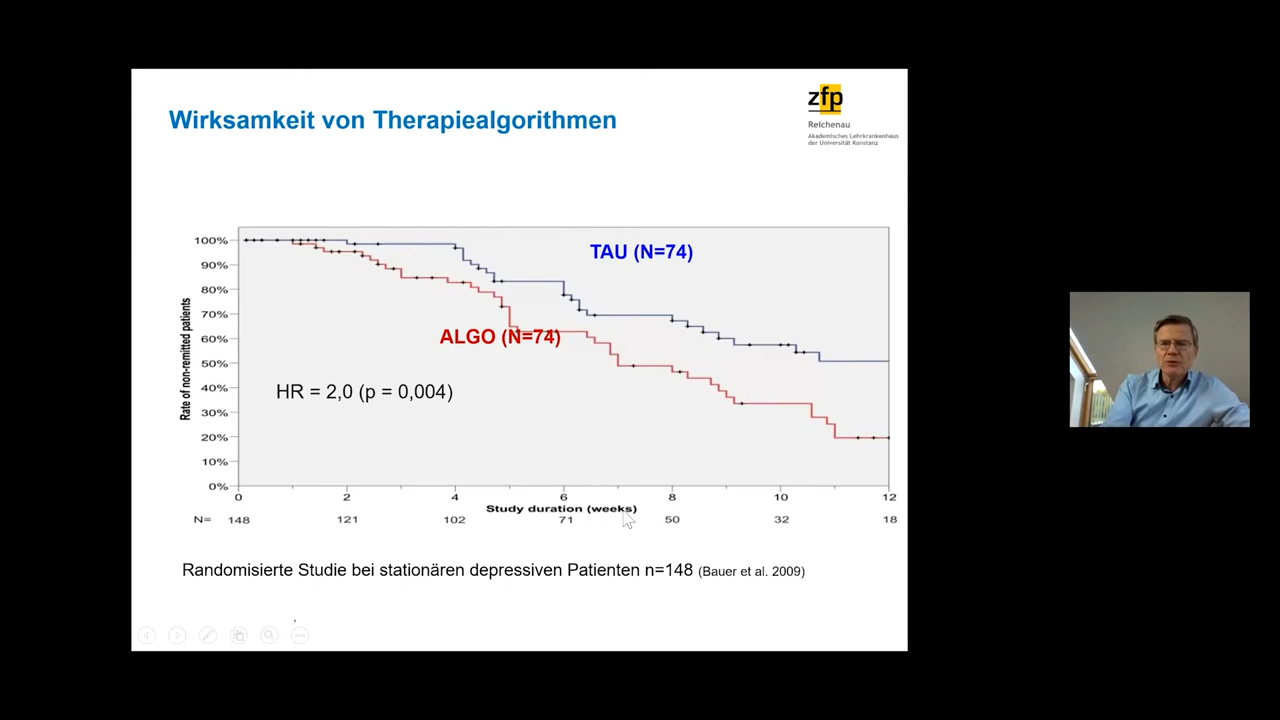 Wirksamkeit von Therapiealgorithmen
zfp
Reichenau
Akademisches Lehrkrankenhaus
der Universität Konstanz
Rate of non-remitted patients
100%
90%
80%
70%
60%
50%
40%
30%
20%
10%
0%
TAU (N=74)
ALGO (N=74)
HR = 2,0 (p = 0,004)
0 2 4 6 8 10 12
Study duration (weeks)
N= 148 121 102 71 50 32 18
Randomisierte Studie bei stationären depressiven Patienten n=148 (Bauer et al. 2009)